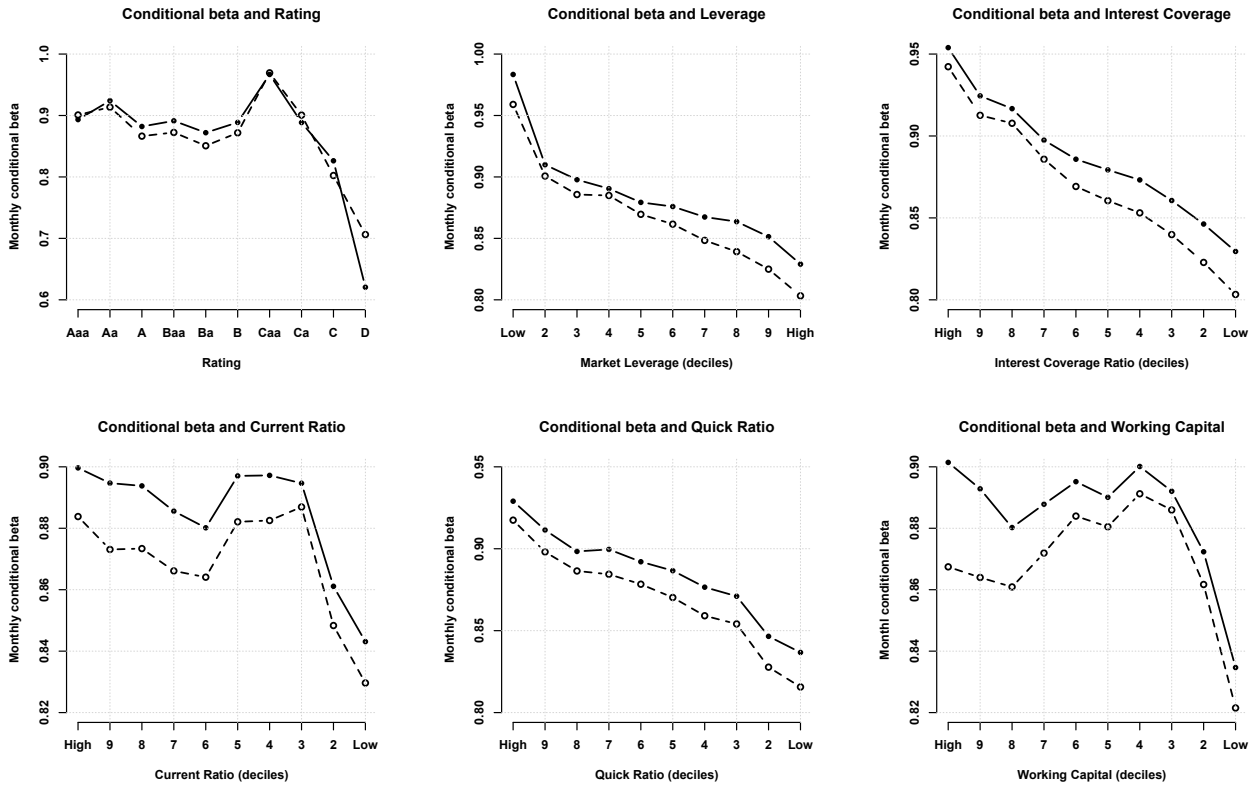 Conditional beta and Rating
Monthly conditional beta
1.0
0.9
0.8
0.7
0.6
Aaa Aa A Baa Ba B Caa Ca C D
Rating
Conditional beta and Leverage
Monthly conditional beta
1.00
0.95
0.90
0.85
0.80
Low 2 3 4 5 6 7 8 9 High
Market Leverage (deciles)
Conditional beta and Interest Coverage
Monthly conditional beta
0.95
0.90
0.85
0.80
High 9 8 7 6 5 4 3 2 Low
Interest Coverage Ratio (deciles)
Conditional beta and Current Ratio
Monthly conditional beta
0.90
0.88
0.86
0.84
0.82
High 9 8 7 6 5 4 3 2 Low
Current Ratio (deciles)
Conditional beta and Quick Ratio
Monthly conditional beta
0.95
0.90
0.85
0.80
High 9 8 7 6 5 4 3 2 Low
Quick Ratio (deciles)
Conditional beta and Working Capital
Monthl conditional beta
0.90
0.88
0.86
0.84
0.82
High 9 8 7 6 5 4 3 2 Low
Working Capital (deciles)